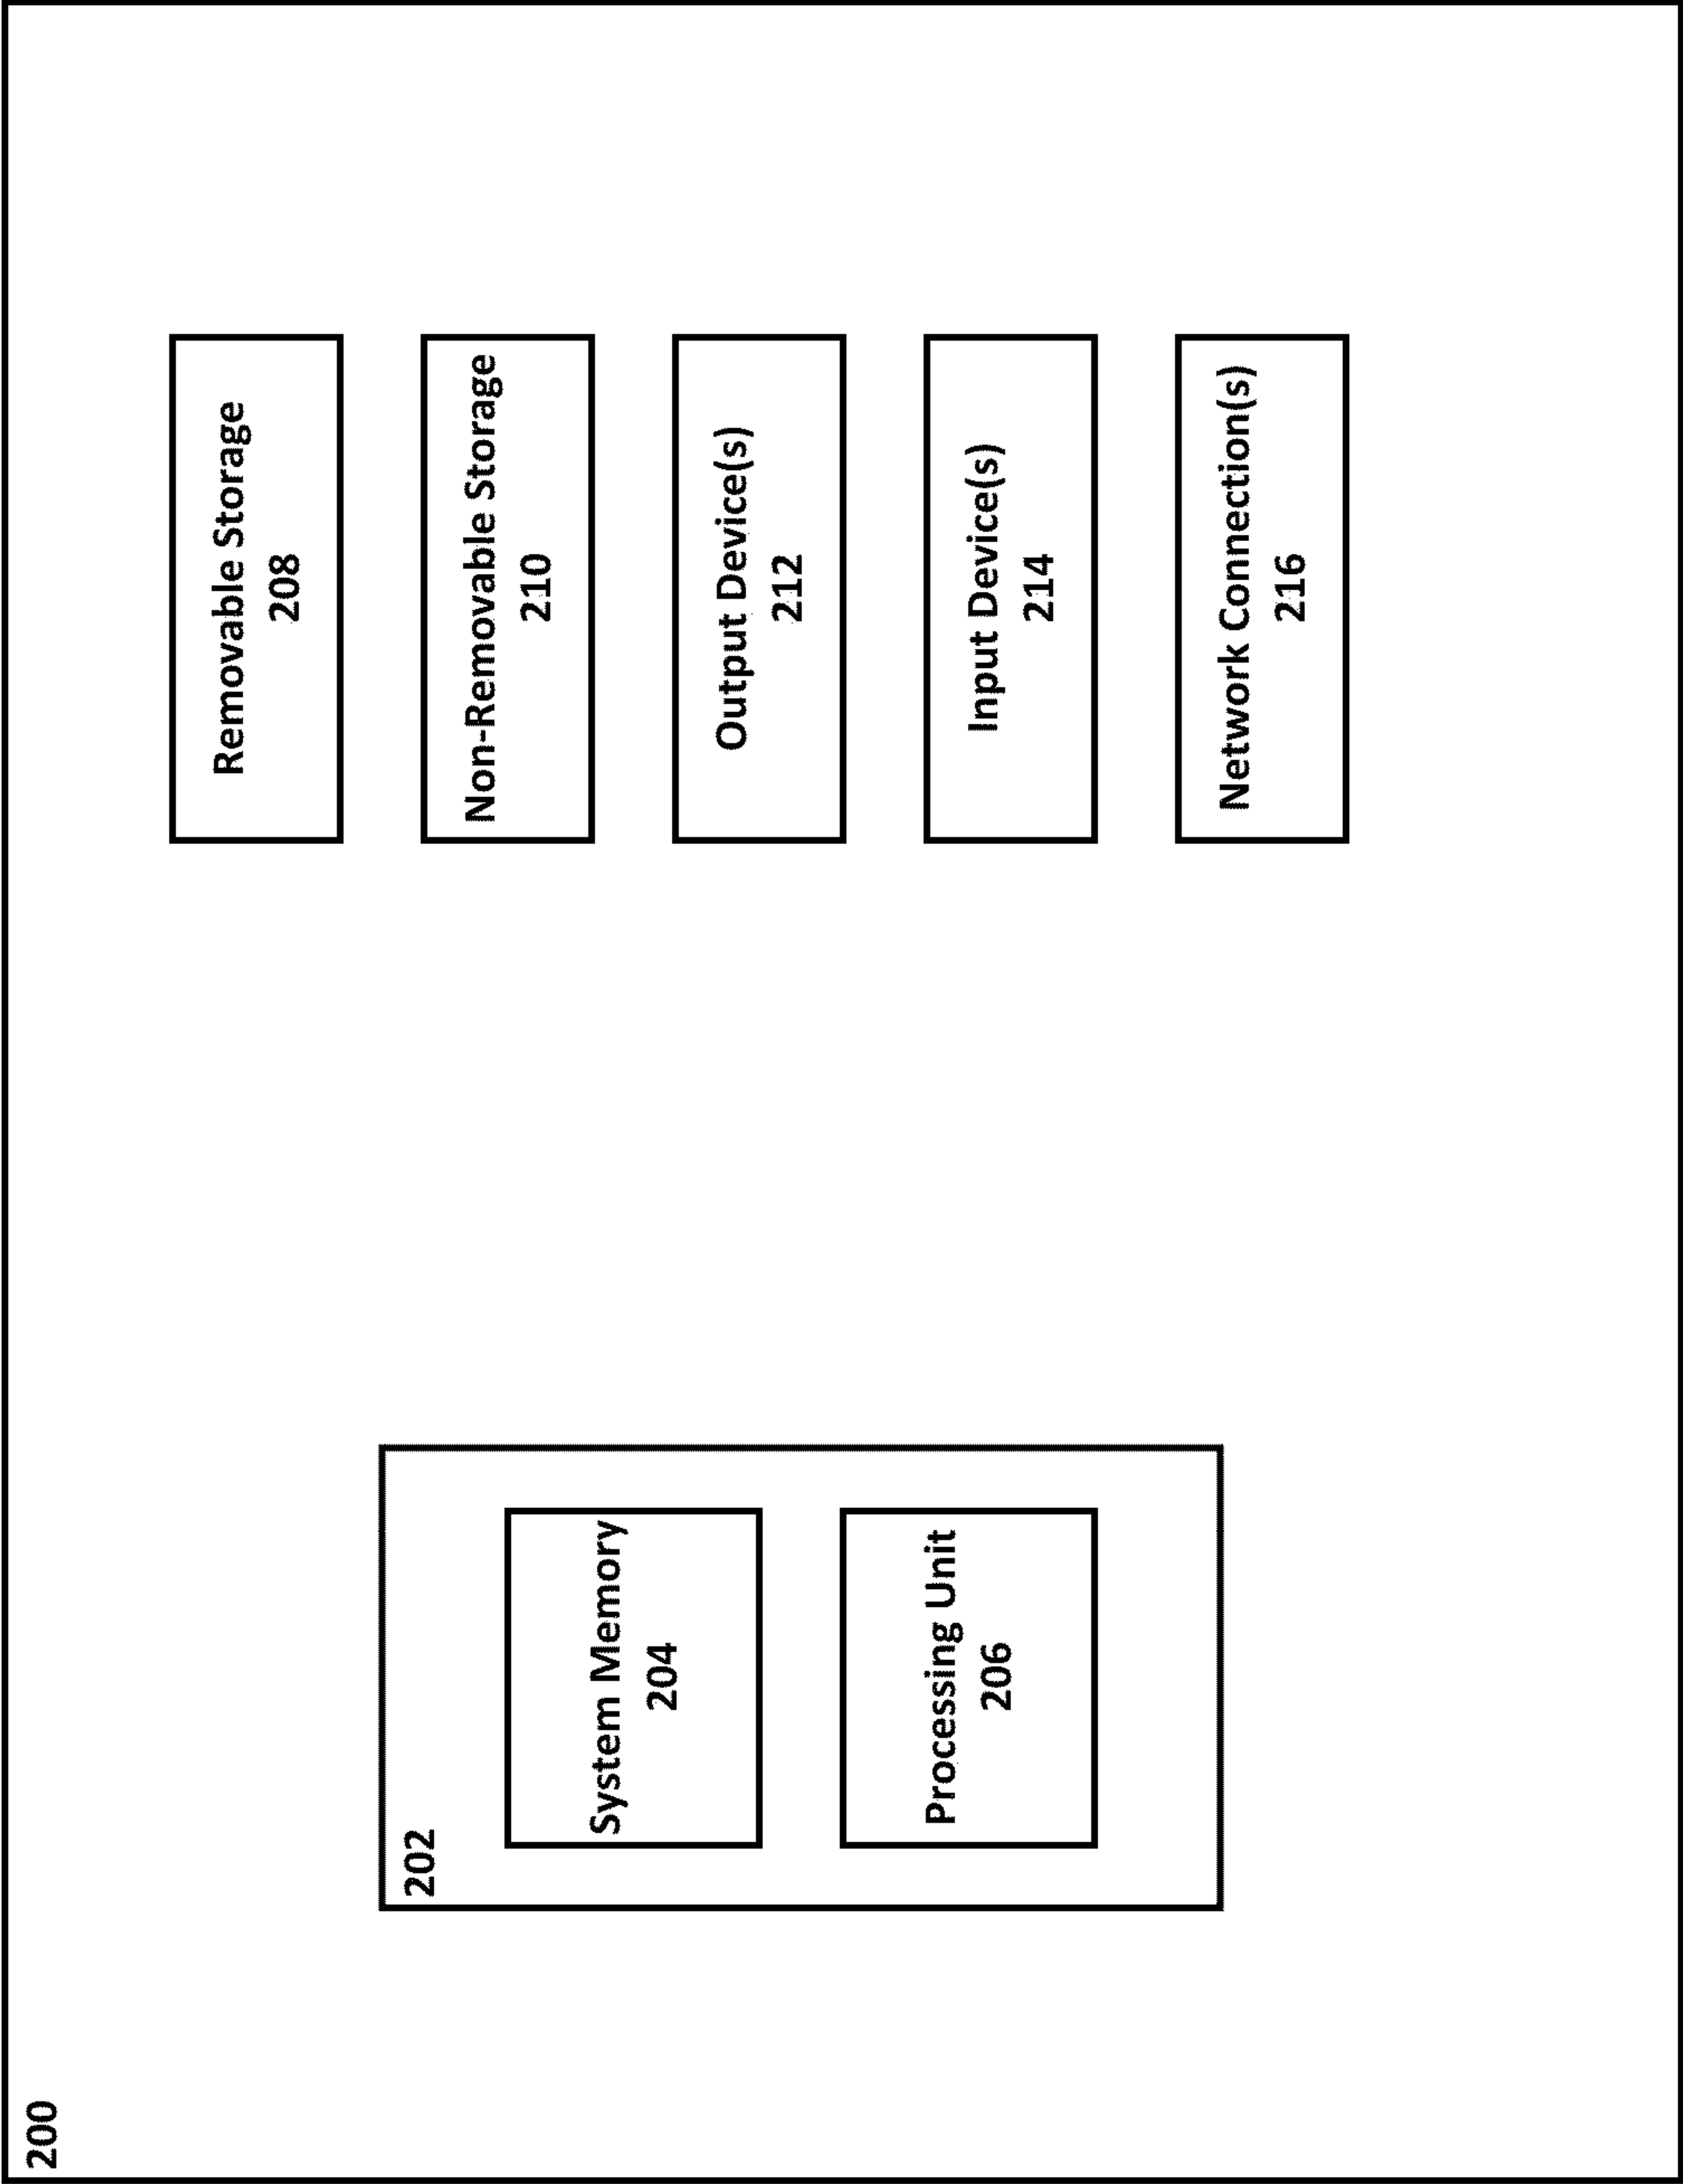 200
202
System Memory
204
Processing Unit
206
Removable Storage
208
Non-Removable Storage
210
Output Device(s)
212
Input Device(s)
214
Network Connection(s)
216